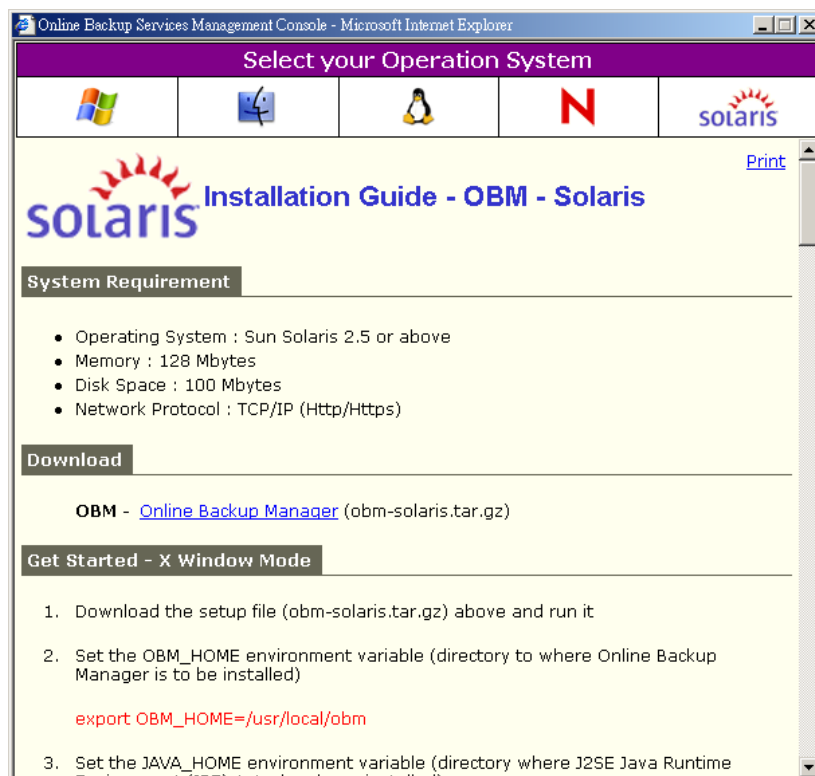 Online Backup Services Management Console - Microsoft Internet Explorer
Select your Operation System
N
solaris
Print
solaris
Installation Guide - OBM - Solaris
System Requirement
Operating System : Sun Solaris 2.5 or above
Memory : 128 Mbytes
Disk Space : 100 Mbytes
Network Protocol : TCP/IP (Http/Https)
Download
OBM - Online Backup Manager (obm-solaris.tar.gz)
Get Started - X Window Mode
1. Download the setup file (obm-solaris.tar.gz) above and run it
2. Set the OBM_HOME environment variable (directory to where Online Backup
Manager is to be installed)
export OBM_HOME=/usr/local/obm
3. Set the JAVA_HOME environment variable (directory where J2SE Java Runtime